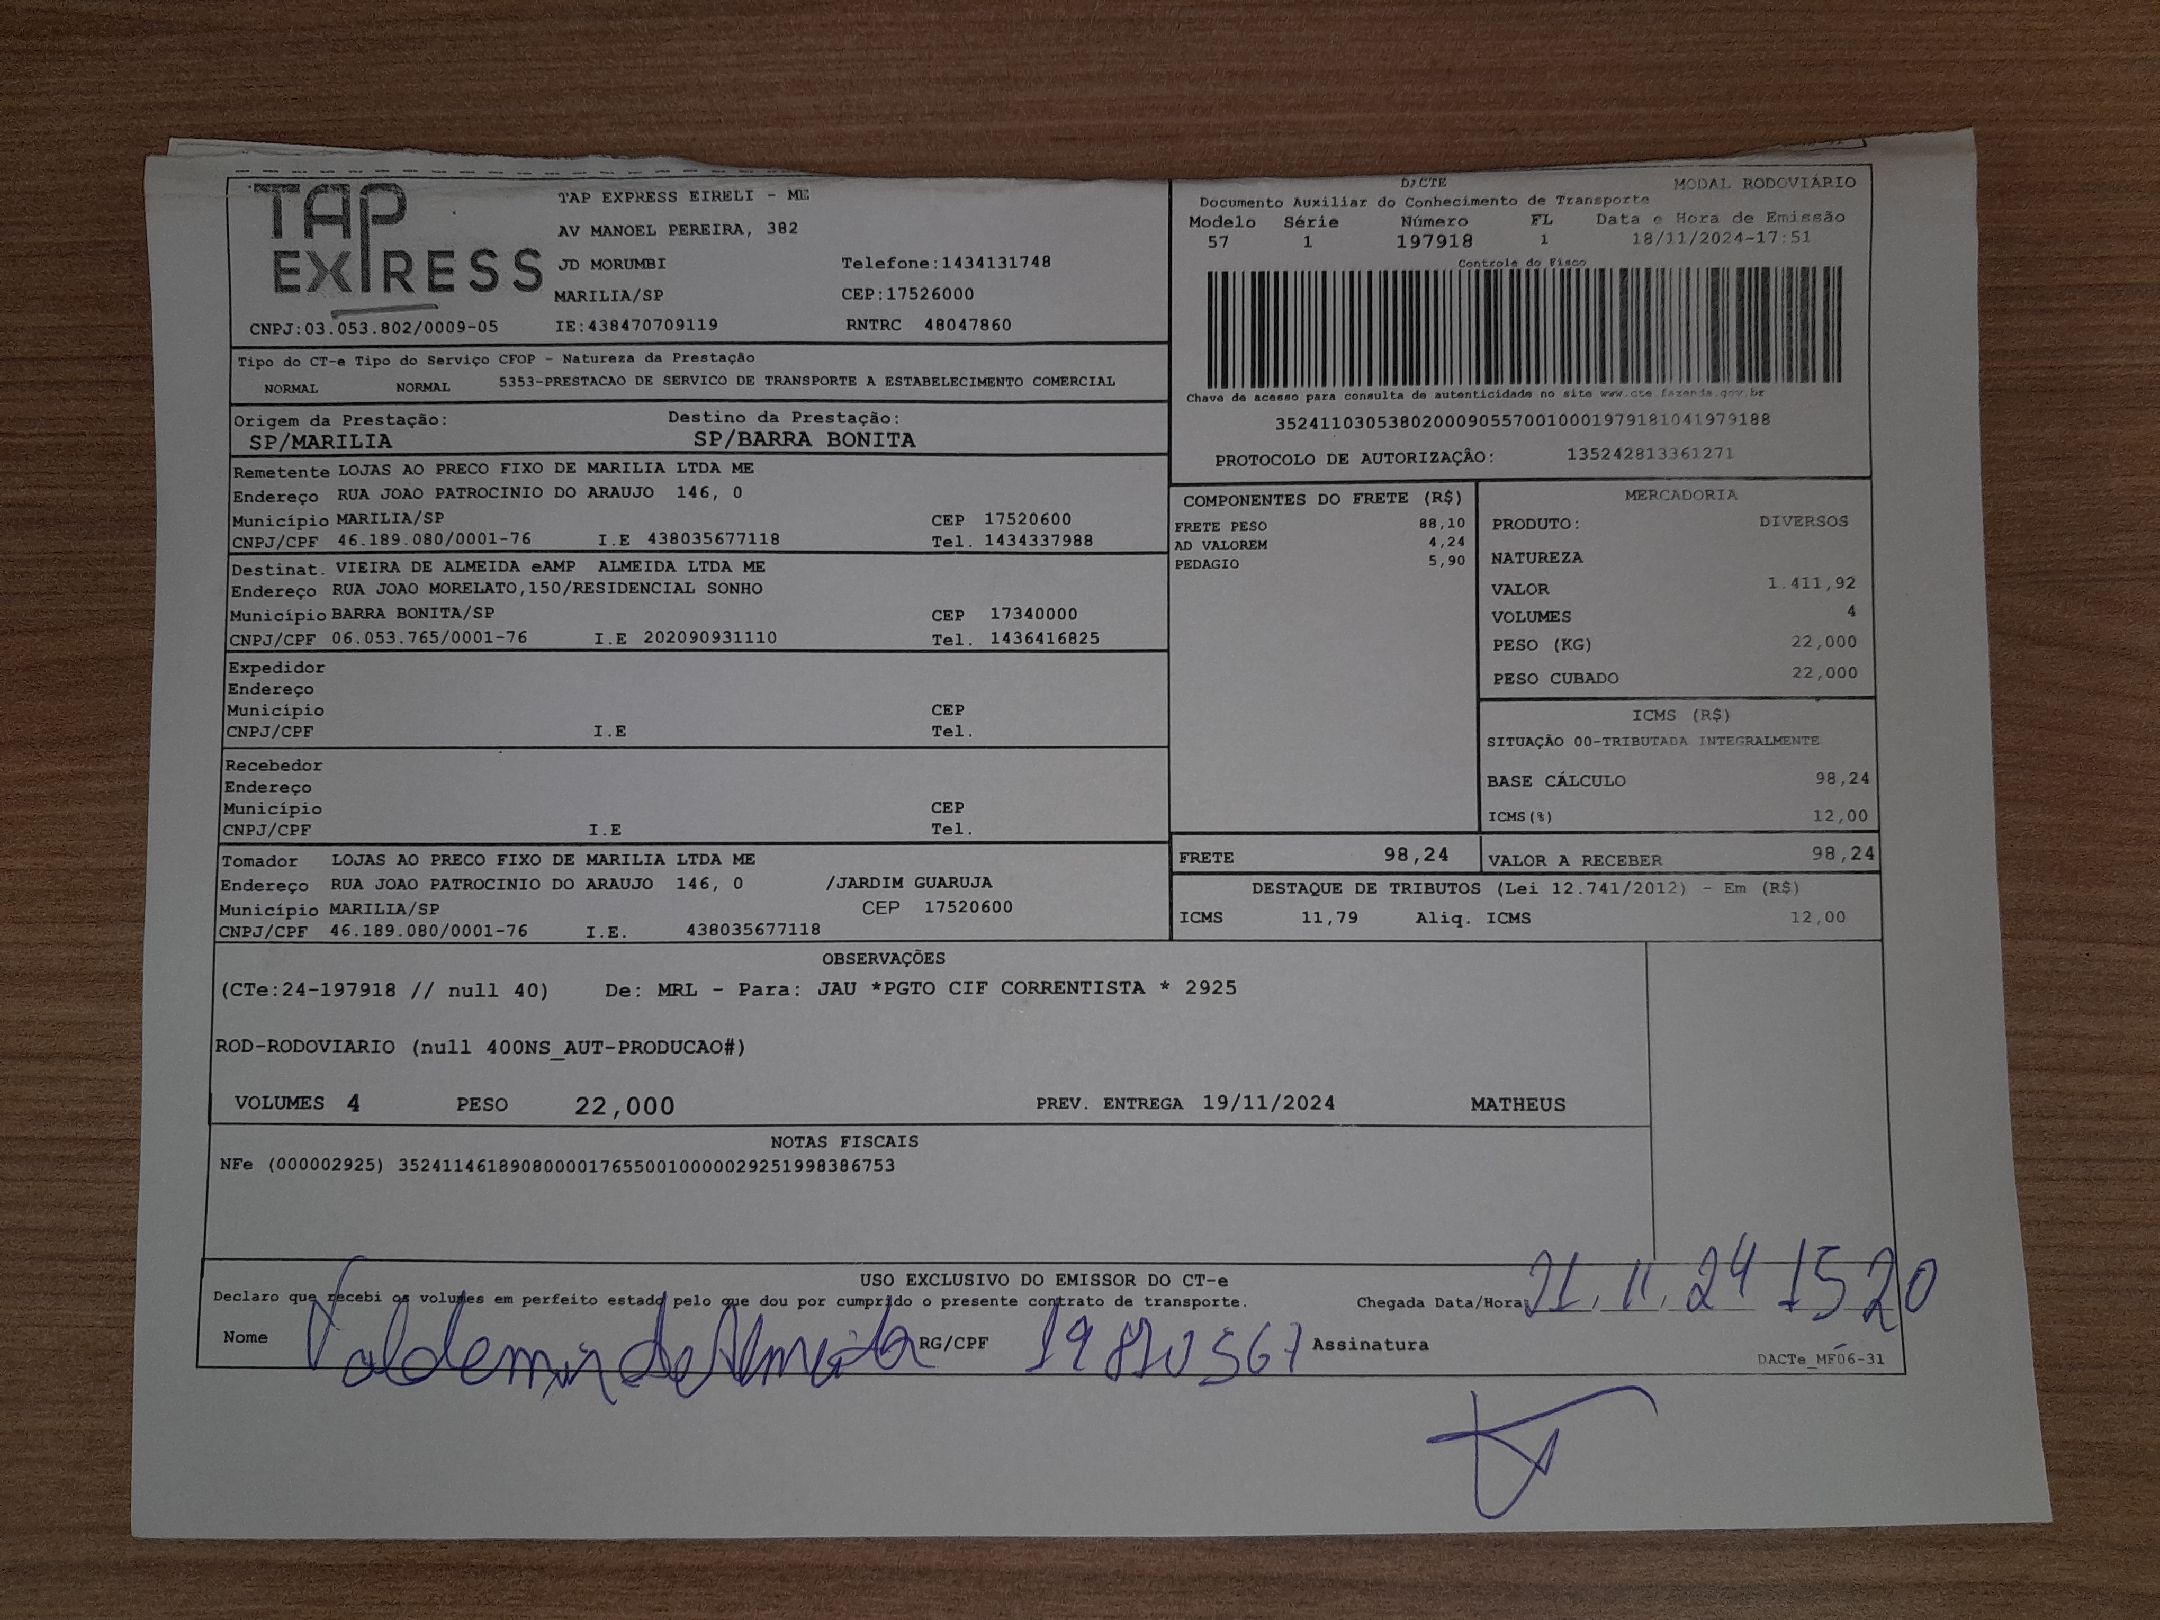 TAP EXPRESS
TAP EXPRESS EIRELI - ME
AV MANOEL PEREIRA, 382
JD MORUMBI Telefone:1434131748
MARILIA/SP CEP:17526000
CNPJ:03.053.802/0009-05 IE:438470709119 RNTRC 48047860
DACTE MODAL RODOVIÁRIO
Documento Auxiliar do Conhecimento de Transporte
Modelo Série Número FL Data e Hora de Emissão
57 1 197918 1 18/11/2024-17:51
Controle do Fisco
Chave de acesso para consulta de autenticidade no site www.cte.fazenda.gov.br
35241103053802000905570010001979181041979188
PROTOCOLO DE AUTORIZAÇÃO: 135242813361271
Tipo do CT-e Tipo do Serviço CFOP - Natureza da Prestação
NORMAL NORMAL 5353-PRESTACAO DE SERVICO DE TRANSPORTE A ESTABELECIMENTO COMERCIAL
Origem da Prestação: Destino da Prestação:
SP/MARILIA SP/BARRA BONITA
Remetente LOJAS AO PRECO FIXO DE MARILIA LTDA ME
Endereço RUA JOAO PATROCINIO DO ARAUJO 146, 0
Município MARILIA/SP CEP 17520600
CNPJ/CPF 46.189.080/0001-76 I.E 438035677118 Tel. 1434337988
Destinat. VIEIRA DE ALMEIDA eAMP ALMEIDA LTDA ME
Endereço RUA JOAO MORELATO,150/RESIDENCIAL SONHO
Município BARRA BONITA/SP CEP 17340000
CNPJ/CPF 06.053.765/0001-76 I.E 202090931110 Tel. 1436416825
Expedidor
Endereço
Município CEP
CNPJ/CPF I.E Tel.
Recebedor
Endereço
Município CEP
CNPJ/CPF I.E Tel.
Tomador LOJAS AO PRECO FIXO DE MARILIA LTDA ME
Endereço RUA JOAO PATROCINIO DO ARAUJO 146, 0 /JARDIM GUARUJA
Município MARILIA/SP CEP 17520600
CNPJ/CPF 46.189.080/0001-76 I.E. 438035677118
COMPONENTES DO FRETE (R$)
FRETE PESO 88,10
AD VALOREM 4,24
PEDAGIO 5,90
MERCADORIA
PRODUTO: DIVERSOS
NATUREZA
VALOR 1.411,92
VOLUMES 4
PESO (KG) 22,000
PESO CUBADO 22,000
ICMS (R$)
SITUAÇÃO 00-TRIBUTADA INTEGRALMENTE
BASE CÁLCULO 98,24
ICMS(%) 12,00
FRETE 98,24 VALOR A RECEBER 98,24
DESTAQUE DE TRIBUTOS (Lei 12.741/2012) - Em (R$)
ICMS 11,79 Aliq. ICMS 12,00
OBSERVAÇÕES
(CTe:24-197918 // null 40) De: MRL - Para: JAU *PGTO CIF CORRENTISTA * 2925
ROD-RODOVIARIO (null 400NS_AUT-PRODUCAO#)
VOLUMES 4 PESO 22,000 PREV. ENTREGA 19/11/2024 MATHEUS
NOTAS FISCAIS
NFe (000002925) 35241146189080000176550010000029251998386753
USO EXCLUSIVO DO EMISSOR DO CT-e
Declaro que recebi os volumes em perfeito estado pelo que dou por cumprido o presente contrato de transporte. Chegada Data/Hora: 21.11.24 1520
Nome Valdemir de Almeida RG/CPF 19810567 Assinatura
DACTe_MF06-31